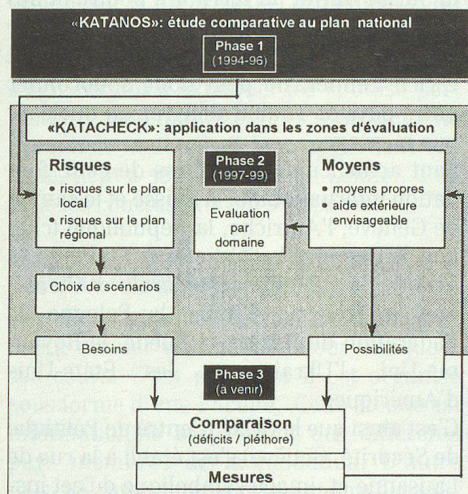 «KATANOS»: étude comparative au plan national
Phase 1
(1994-96)
«KATACHECK»: application dans les zones d'évaluation
Risques
• risques sur le plan
local
• risques sur le plan
régional
Phase 2
(1997-99)
Evaluation
par
domaine
Moyens
• moyens propres
• aide extérieure
envisageable
Choix de scénarios
Besoins
Possibilités
Phase 3
(à venir)
Comparaison
(déficits / pléthore)
Mesures